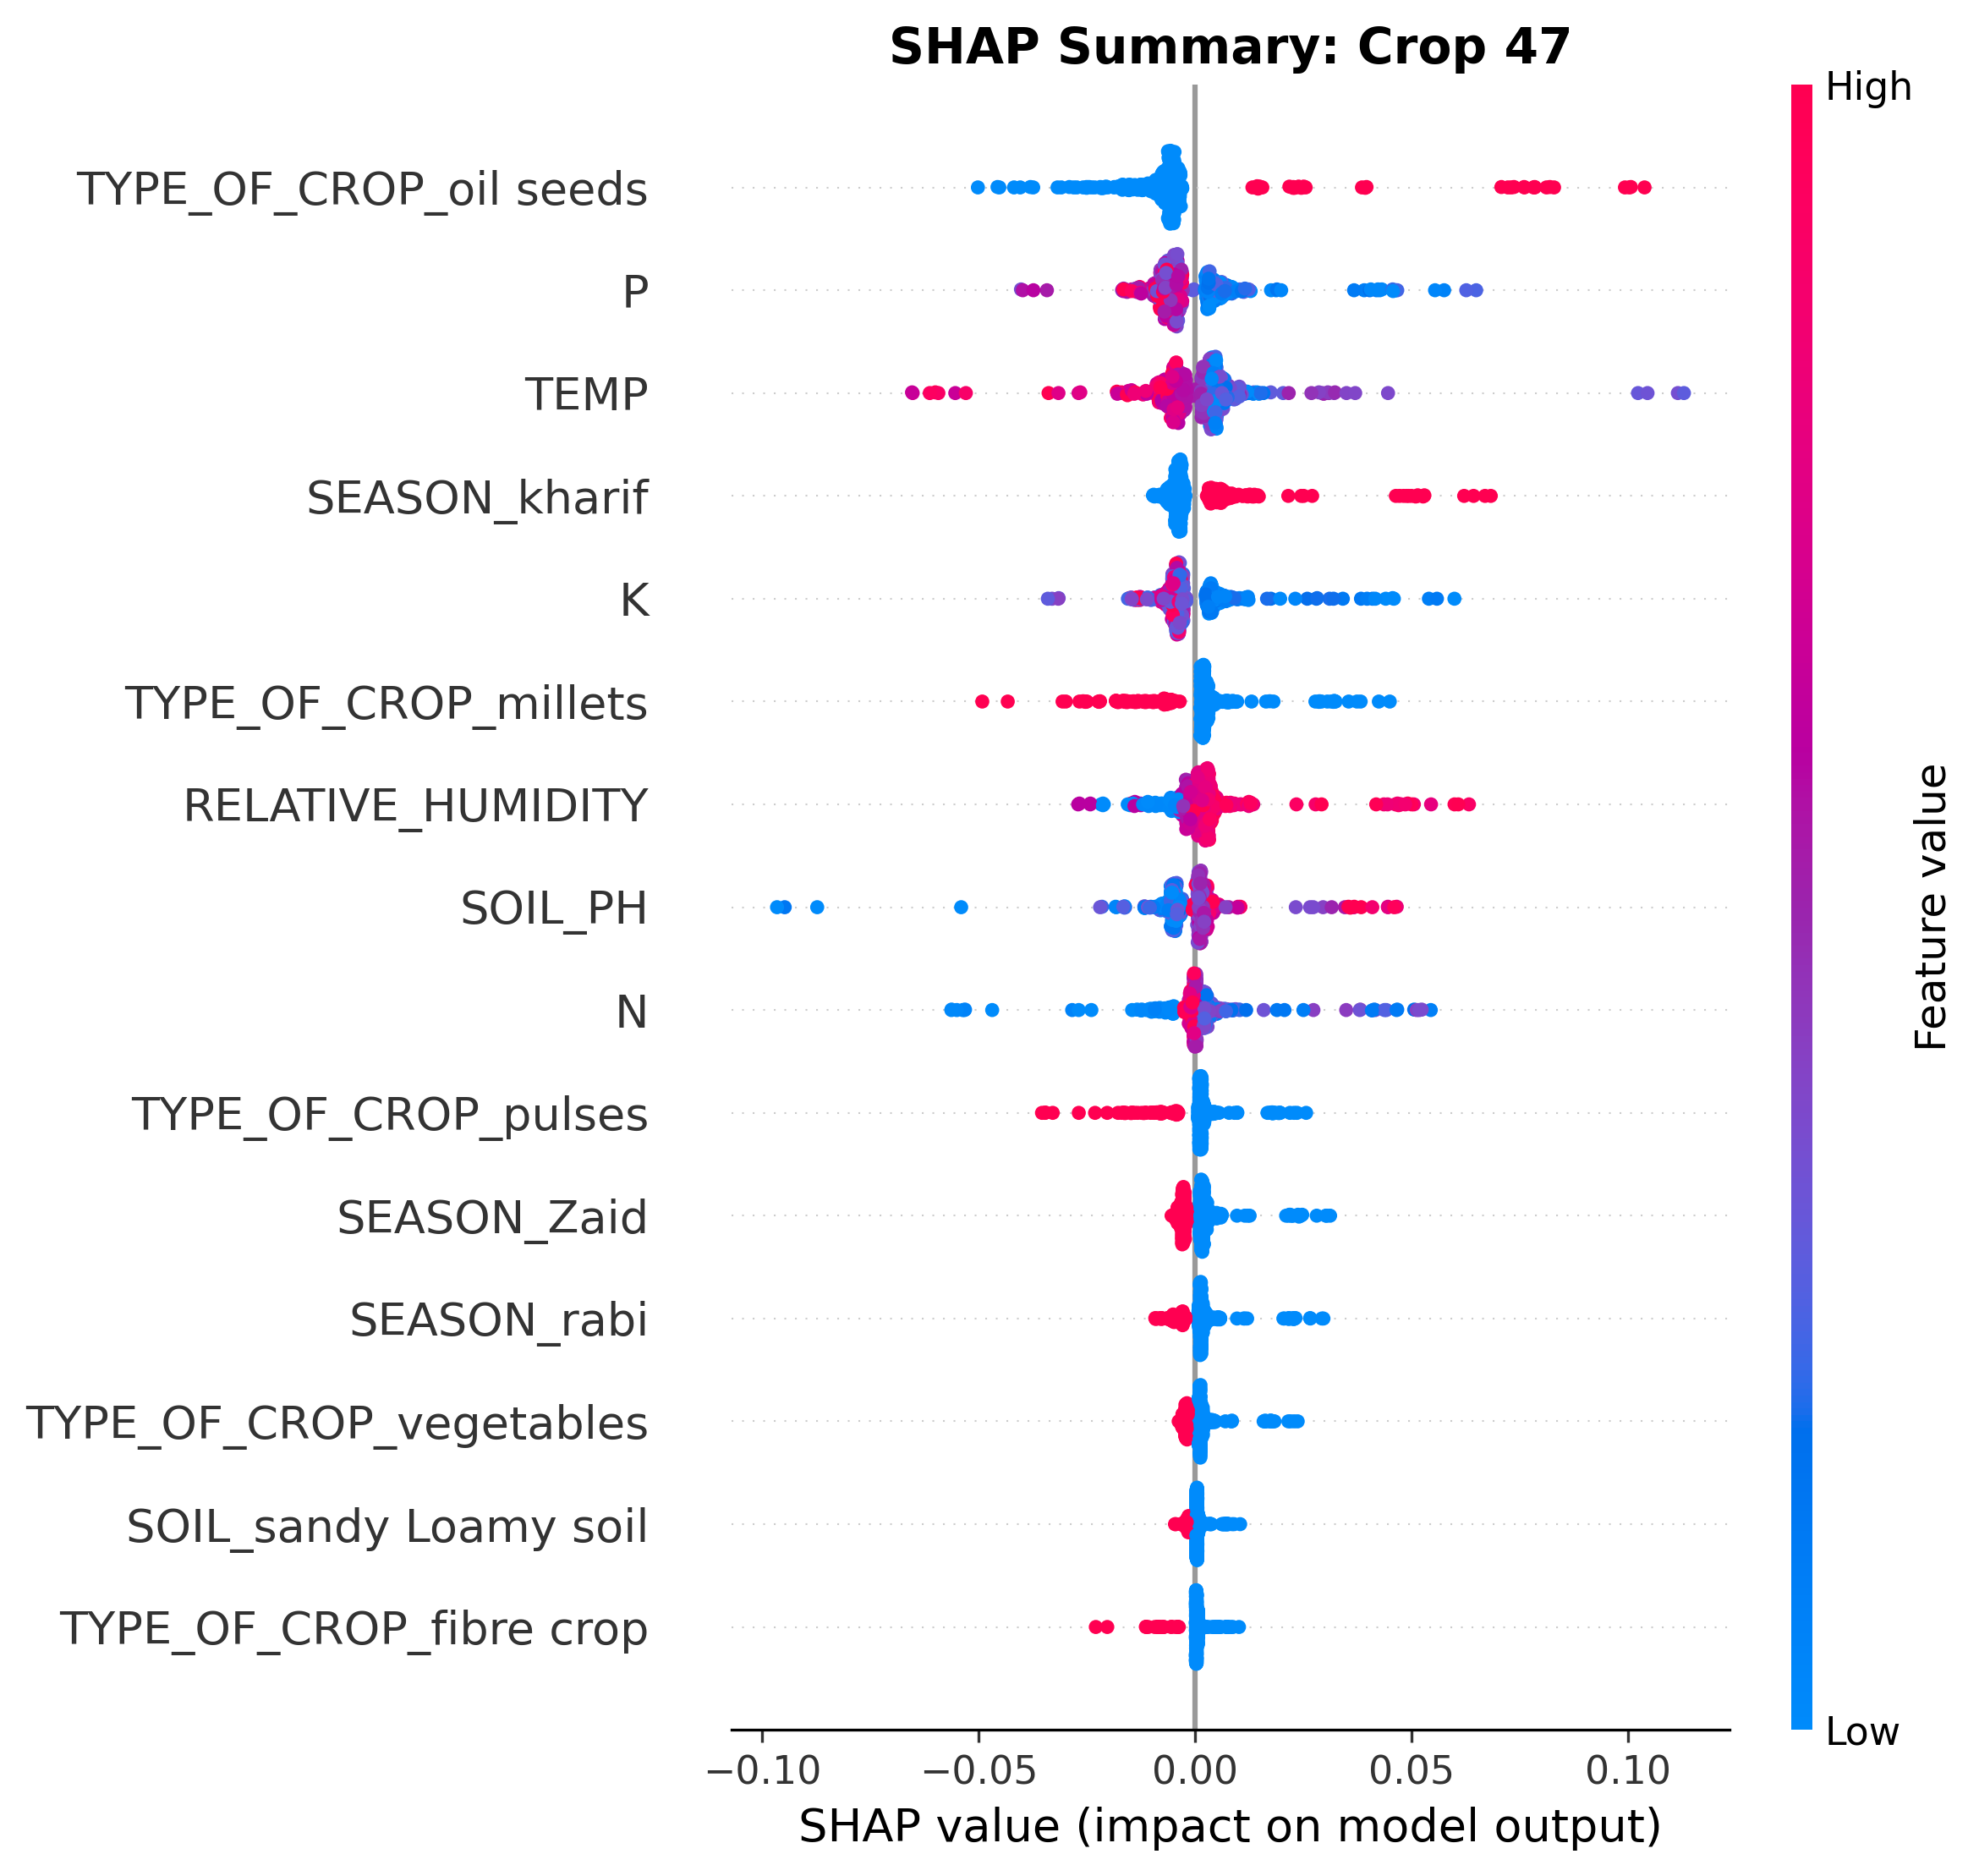 SHAP Summary: Crop 47
High
TYPE_OF_CROP_oil seeds
P
TEMP
SEASON_kharif
K
TYPE_OF_CROP_millets
RELATIVE_HUMIDITY
SOIL_PH
N
TYPE_OF_CROP_pulses
SEASON_Zaid
SEASON_rabi
TYPE_OF_CROP_vegetables
SOIL_sandy Loamy soil
TYPE_OF_CROP_fibre crop
Feature value
Low
−0.10 −0.05 0.00 0.05 0.10
SHAP value (impact on model output)